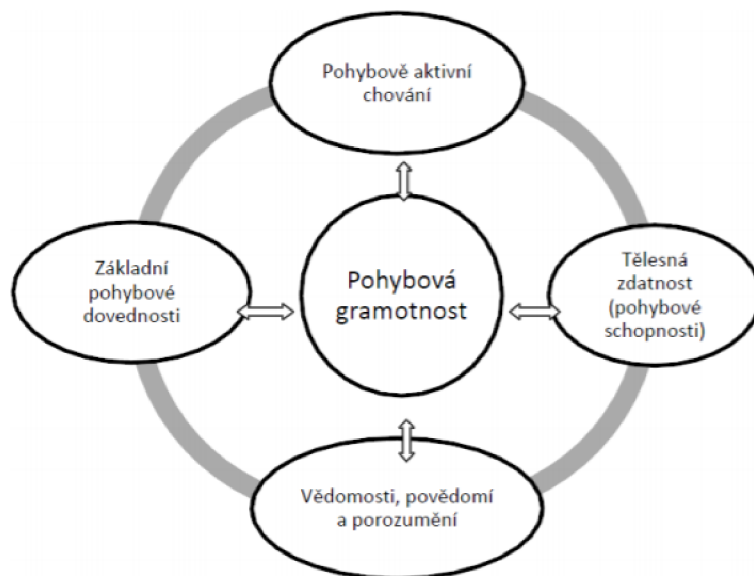 Pohybově aktivní
chování
Základní
pohybové
dovednosti
Pohybová
gramotnost
Tělesná
zdatnost
(pohybové
schopnosti)
Vědomosti, povědomí
a porozumění